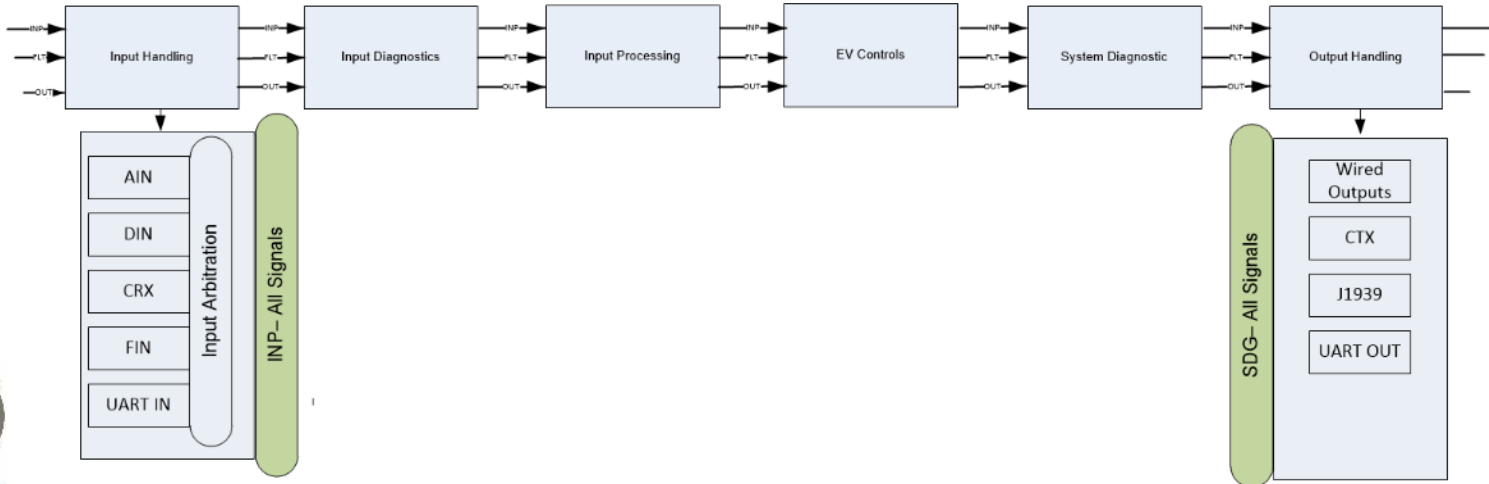 INP
FLT
OUT
Input Handling
INP
FLT
OUT
Input Diagnostics
INP
FLT
OUT
Input Processing
INP
FLT
OUT
EV Controls
INP
FLT
OUT
System Diagnostic
INP
FLT
OUT
Output Handling
AIN
DIN
CRX
FIN
UART IN
Input Arbitration
INP– All Signals
SDG– All Signals
Wired
Outputs
CTX
J1939
UART OUT